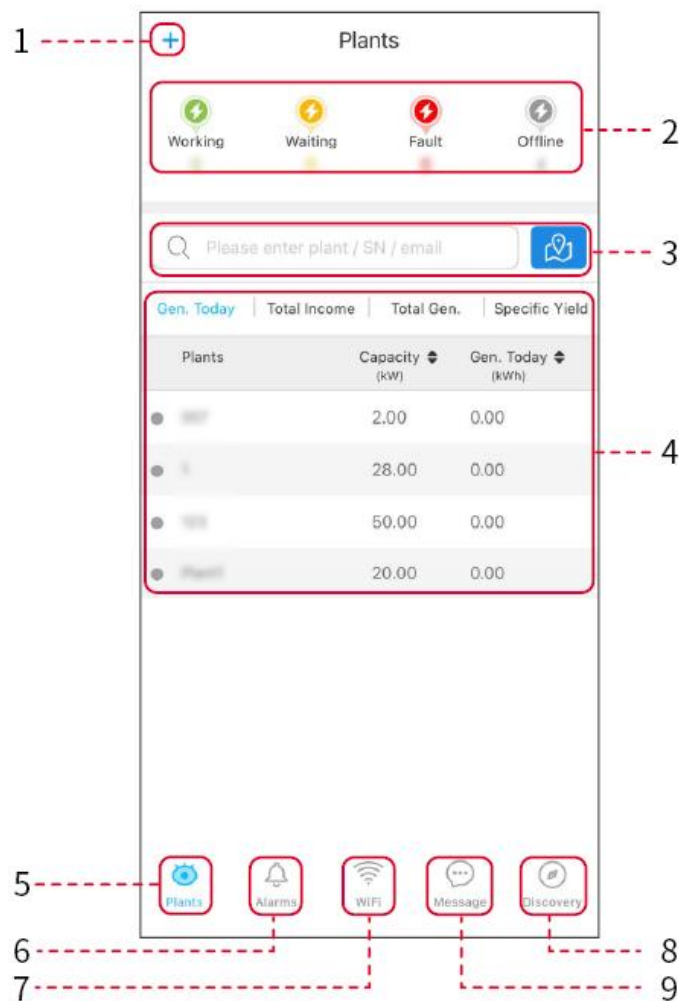 1
+
Plants
Working Waiting Fault Offline
2
Please enter plant / SN / email
3
Gen. Today | Total Income | Total Gen. | Specific Yield
Plants Capacity Gen. Today
(kW) (kWh)
2.00 0.00
4
28.00 0.00
50.00 0.00
20.00 0.00
5
Plants Alarms WiFi Message Discovery
6 8
7 9